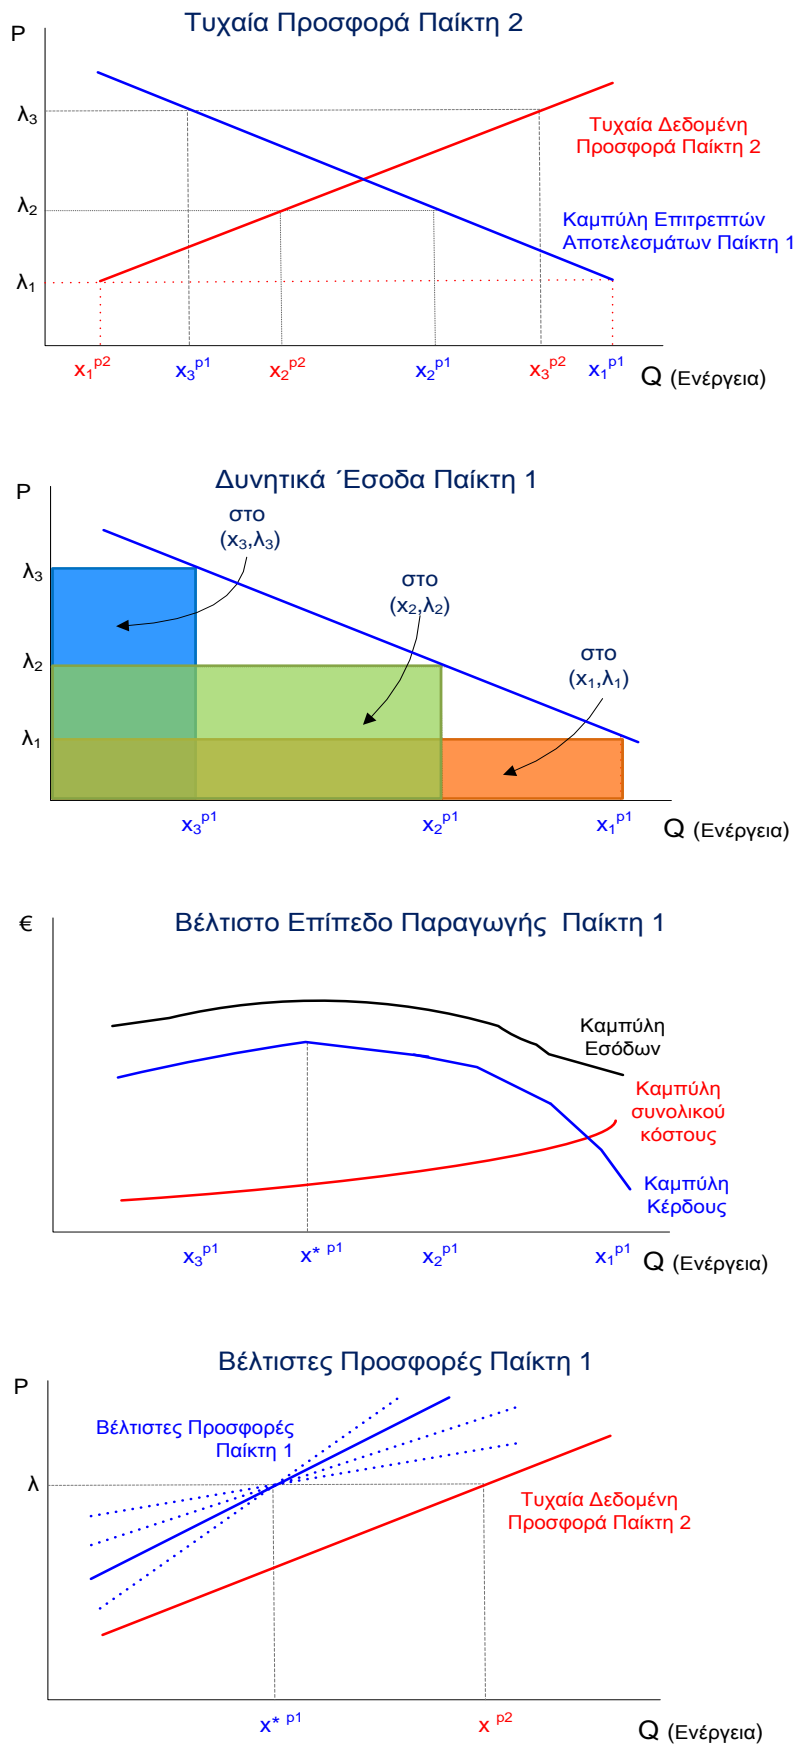 Τυχαία Προσφορά Παίκτη 2
P
λ₃
Τυχαία Δεδομένη
Προσφορά Παίκτη 2
λ₂
Καμπύλη Επιτρεπτών
Αποτελεσμάτων Παίκτη 1
λ₁
x₁ᵖ² x₃ᵖ¹ x₂ᵖ² x₂ᵖ¹ x₃ᵖ² x₁ᵖ¹ Q (Ενέργεια)
Δυνητικά ΄Εσοδα Παίκτη 1
P
στο
(x₃,λ₃)
λ₃
στο
(x₂,λ₂)
λ₂
στο
(x₁,λ₁)
λ₁
x₃ᵖ¹ x₂ᵖ¹ x₁ᵖ¹ Q (Ενέργεια)
€
Βέλτιστο Επίπεδο Παραγωγής Παίκτη 1
Καμπύλη
Εσόδων
Καμπύλη
συνολικού
κόστους
Καμπύλη
Κέρδους
x₃ᵖ¹ x* ᵖ¹ x₂ᵖ¹ x₁ᵖ¹ Q (Ενέργεια)
Βέλτιστες Προσφορές Παίκτη 1
P
Βέλτιστες Προσφορές
Παίκτη 1
λ
Τυχαία Δεδομένη
Προσφορά Παίκτη 2
x* ᵖ¹ x ᵖ² Q (Ενέργεια)